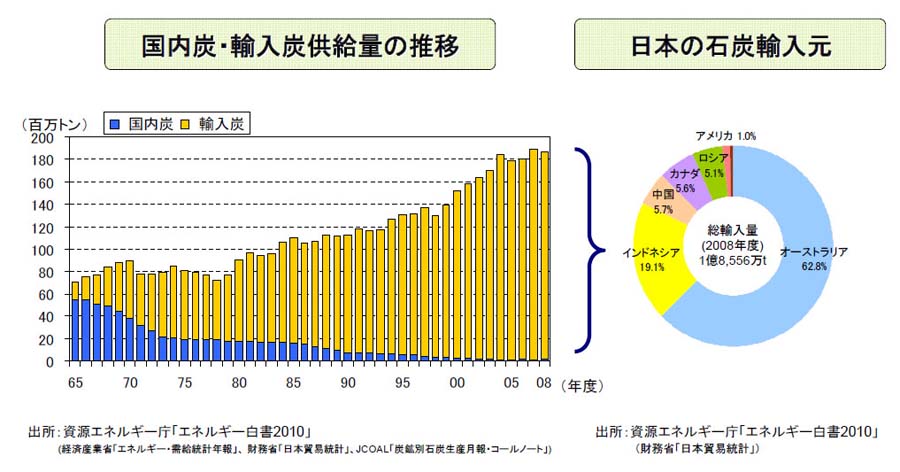 国内炭・輸入炭供給量の推移
日本の石炭輸入元
(百万トン)
国内炭 輸入炭
200
180
160
140
120
100
80
60
40
20
0
65 70 75 80 85 90 95 00 05 08 (年度)
アメリカ 1.0%
ロシア
5.1%
カナダ
5.6%
中国
5.7%
インドネシア
19.1%
オーストラリア
62.8%
総輸入量
(2008年度)
1億8,556万t
出所:資源エネルギー庁「エネルギー白書2010」
(経済産業省「エネルギー・需給統計年報」、財務省「日本貿易統計」、JCOAL「炭鉱別石炭生産月報・コールノート」)
出所:資源エネルギー庁「エネルギー白書2010」
(財務省「日本貿易統計」)